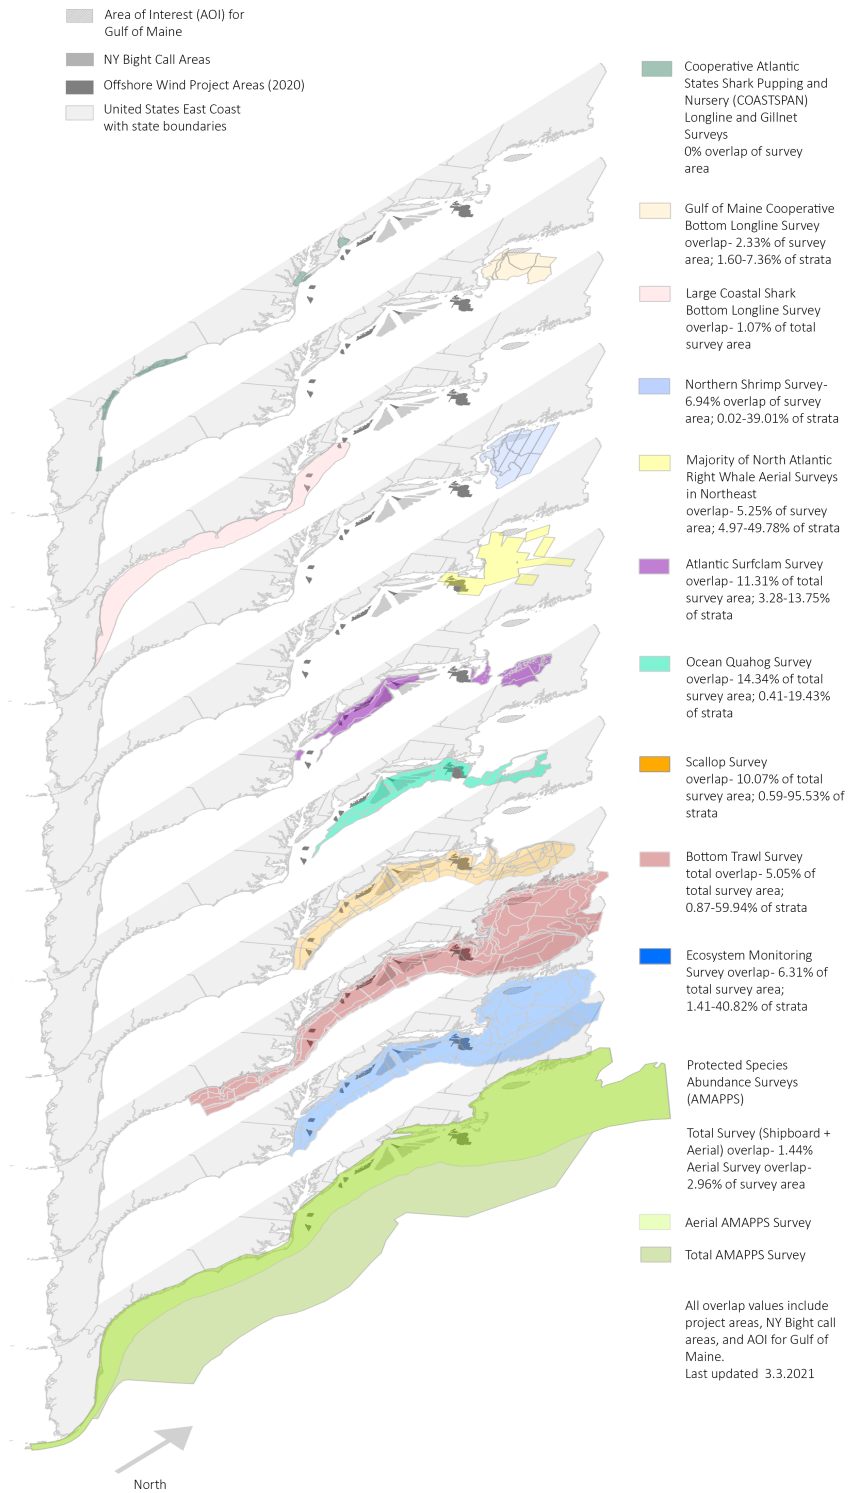 Area of Interest (AOI) for
Gulf of Maine
NY Bight Call Areas
Offshore Wind Project Areas (2020)
United States East Coast
with state boundaries
Cooperative Atlantic
States Shark Pupping and
Nursery (COASTSPAN)
Longline and Gillnet
Surveys
0% overlap of survey
area
Gulf of Maine Cooperative
Bottom Longline Survey
overlap- 2.33% of survey
area; 1.60-7.36% of strata
Large Coastal Shark
Bottom Longline Survey
overlap- 1.07% of total
survey area
Northern Shrimp Survey-
6.94% overlap of survey
area; 0.02-39.01% of strata
Majority of North Atlantic
Right Whale Aerial Surveys
in Northeast
overlap- 5.25% of survey
area; 4.97-49.78% of strata
Atlantic Surfclam Survey
overlap- 11.31% of total
survey area; 3.28-13.75%
of strata
Ocean Quahog Survey
overlap- 14.34% of total
survey area; 0.41-19.43%
of strata
Scallop Survey
overlap- 10.07% of total
survey area; 0.59-95.53% of
strata
Bottom Trawl Survey
total overlap- 5.05% of
total survey area;
0.87-59.94% of strata
Ecosystem Monitoring
Survey overlap- 6.31% of
total survey area;
1.41-40.82% of strata
Protected Species
Abundance Surveys
(AMAPPS)
Total Survey (Shipboard +
Aerial) overlap- 1.44%
Aerial Survey overlap-
2.96% of survey area
Aerial AMAPPS Survey
Total AMAPPS Survey
All overlap values include
project areas, NY Bight call
areas, and AOI for Gulf of
Maine.
Last updated 3.3.2021
North